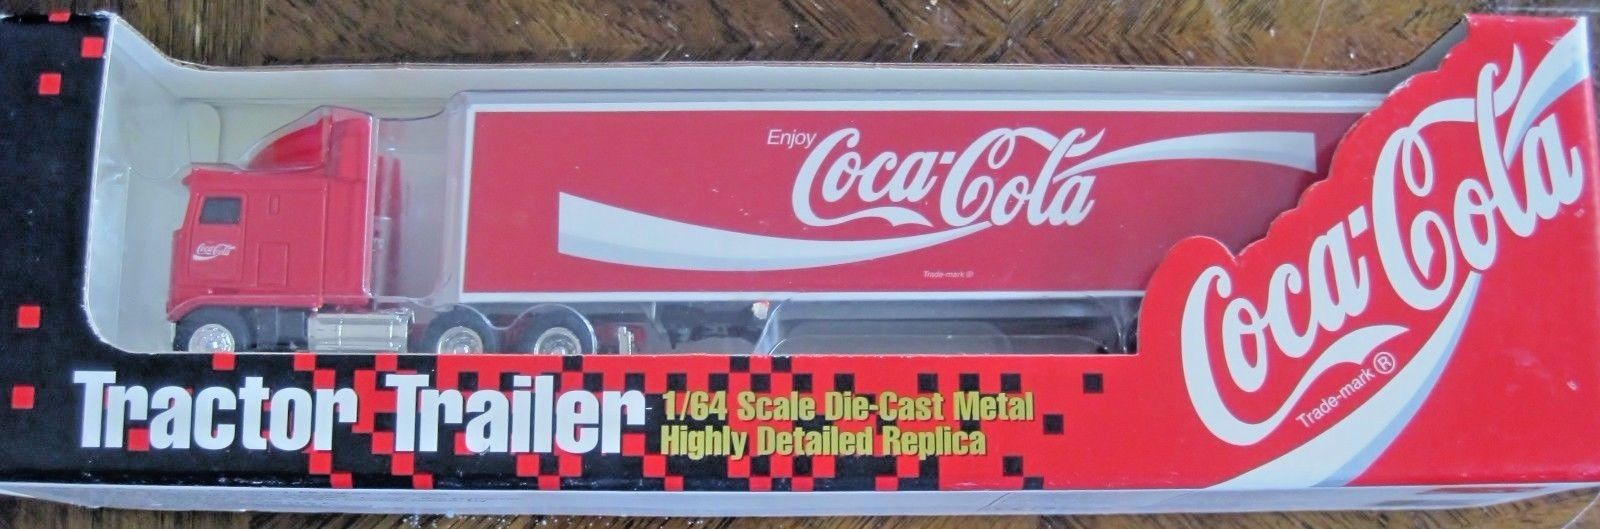 Enjoy
Coca-Cola
Trade-mark ®
Coca-Cola
Coca-Cola
Trade-mark ®
Tractor Trailer
1/64 Scale Die-Cast Metal
Highly Detailed Replica